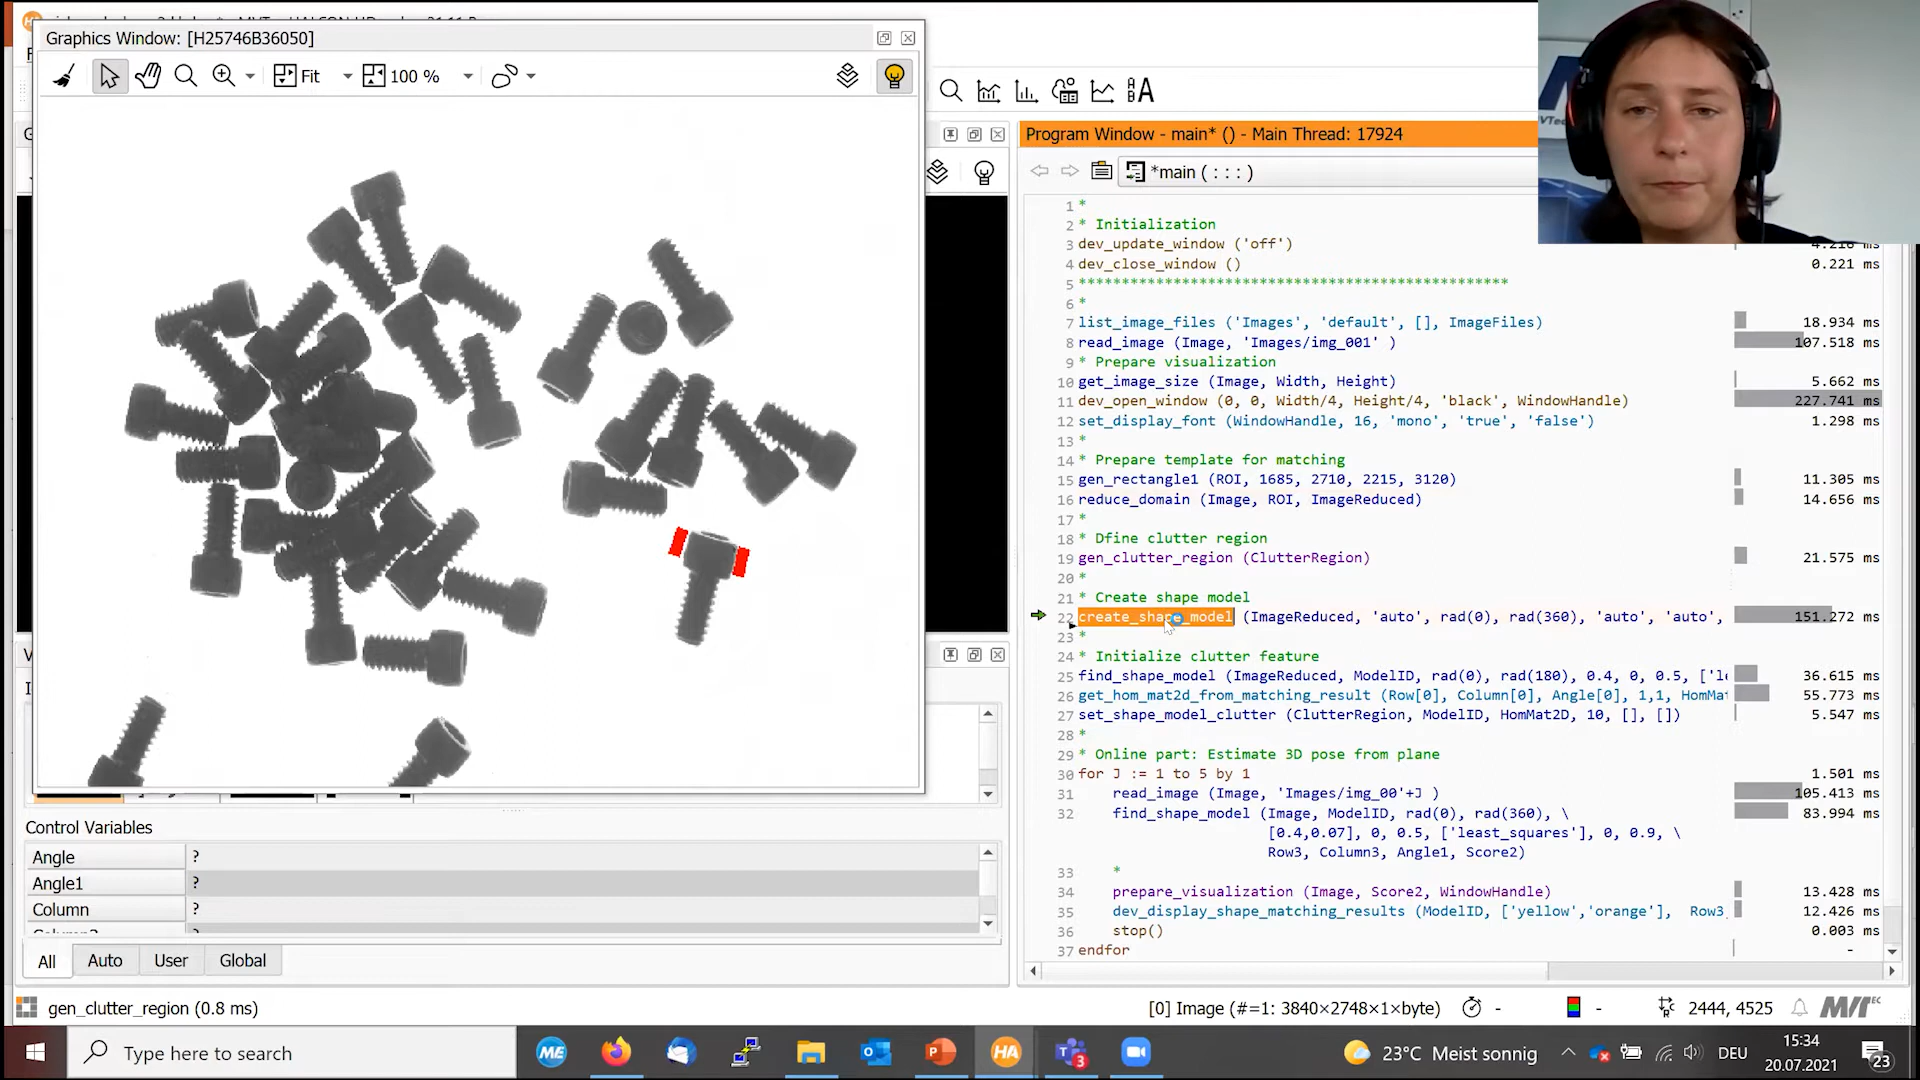 Graphics Window: [H25746B36050]
Fit
100 %
Program Window - main* () - Main Thread: 17924
*main ( : : : )
1 *
2 * Initialization
3 dev_update_window ('off')
4 dev_close_window ()
0.221 ms
5 **************************************************
6 *
7 list_image_files ('Images', 'default', [], ImageFiles)
18.934 ms
8 read_image (Image, 'Images/img_001' )
107.518 ms
9 * Prepare visualization
10 get_image_size (Image, Width, Height)
5.662 ms
11 dev_open_window (0, 0, Width/4, Height/4, 'black', WindowHandle)
227.741 ms
12 set_display_font (WindowHandle, 16, 'mono', 'true', 'false')
1.298 ms
13 *
14 * Prepare template for matching
15 gen_rectangle1 (ROI, 1685, 2710, 2215, 3120)
11.305 ms
16 reduce_domain (Image, ROI, ImageReduced)
14.656 ms
17 *
18 * Dfine clutter region
19 gen_clutter_region (ClutterRegion)
21.575 ms
20 *
21 * Create shape model
22 create_shape_model (ImageReduced, 'auto', rad(0), rad(360), 'auto', 'auto',
151.272 ms
23 *
24 * Initialize clutter feature
25 find_shape_model (ImageReduced, ModelID, rad(0), rad(180), 0.4, 0, 0.5, ['le
36.615 ms
26 get_hom_mat2d_from_matching_result (Row[0], Column[0], Angle[0], 1,1, HomMat
55.773 ms
27 set_shape_model_clutter (ClutterRegion, ModelID, HomMat2D, 10, [], [])
5.547 ms
28 *
29 * Online part: Estimate 3D pose from plane
30 for J := 1 to 5 by 1
1.501 ms
31 read_image (Image, 'Images/img_00'+J )
105.413 ms
32 find_shape_model (Image, ModelID, rad(0), rad(360), \
83.994 ms
[0.4,0.07], 0, 0.5, ['least_squares'], 0, 0.9, \
Row3, Column3, Angle1, Score2)
33 *
34 prepare_visualization (Image, Score2, WindowHandle)
13.428 ms
35 dev_display_shape_matching_results (ModelID, ['yellow','orange'], Row3,
12.426 ms
36 stop()
0.003 ms
37 endfor
-
Control Variables
Angle ?
Angle1 ?
Column ?
All Auto User Global
gen_clutter_region (0.8 ms)
[0] Image (#=1: 3840×2748×1×byte)
-
-
2444, 4525
Type here to search
ME
HA
3
23°C Meist sonnig
DEU
15:34
20.07.2021
23